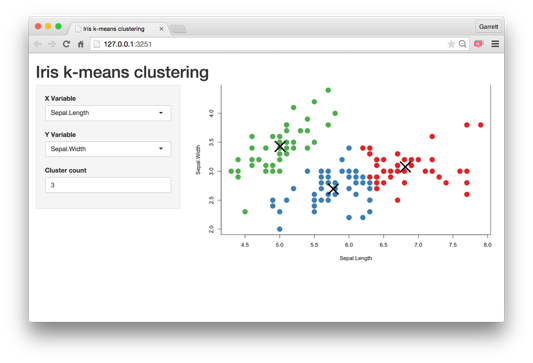 Iris k-means clustering
Garrett
127.0.0.1:3251
Iris k-means clustering
X Variable
Sepal.Length
Y Variable
Sepal.Width
Cluster count
3
Sepal.Width
4.0
3.5
3.0
2.5
2.0
4.5 5.0 5.5 6.0 6.5 7.0 7.5 8.0
Sepal.Length